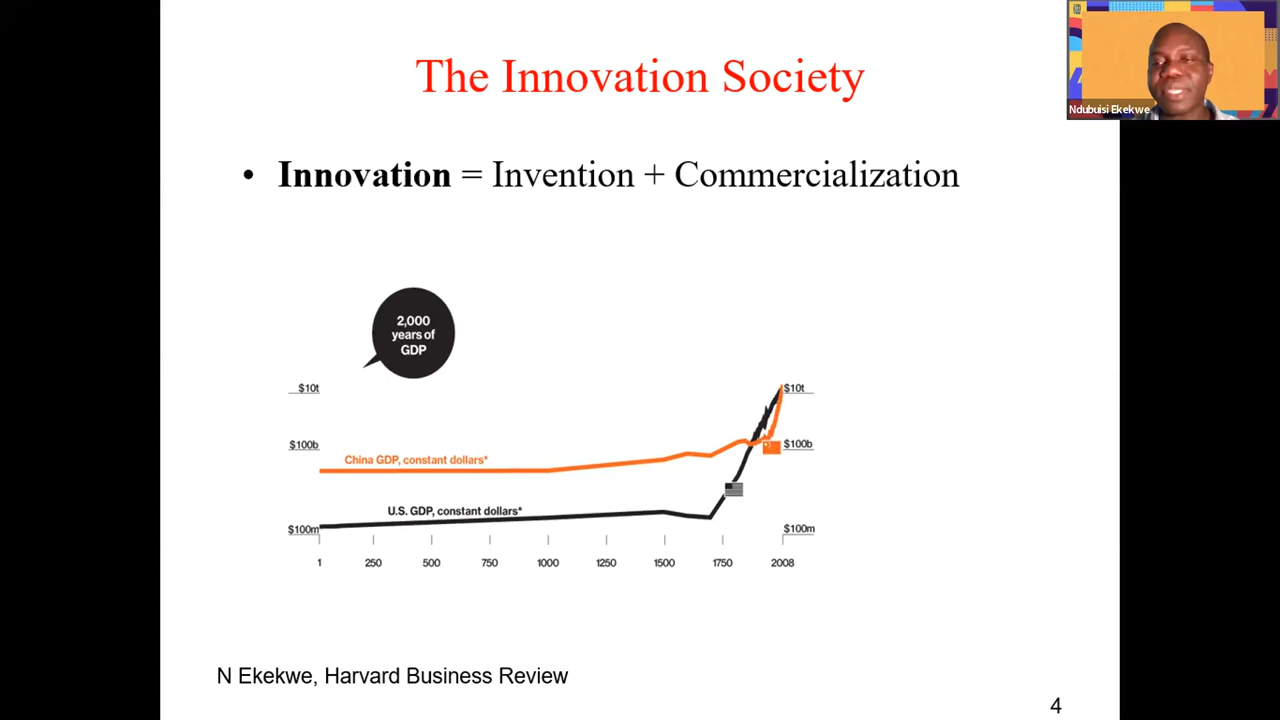 The Innovation Society
Ndubuisi Ekekwe
• Innovation = Invention + Commercialization
2,000
years of
GDP
$10t
$10t
$100b
$100b
China GDP, constant dollars*
U.S. GDP, constant dollars*
$100m
$100m
1 250 500 750 1000 1250 1500 1750 2008
N Ekekwe, Harvard Business Review
4